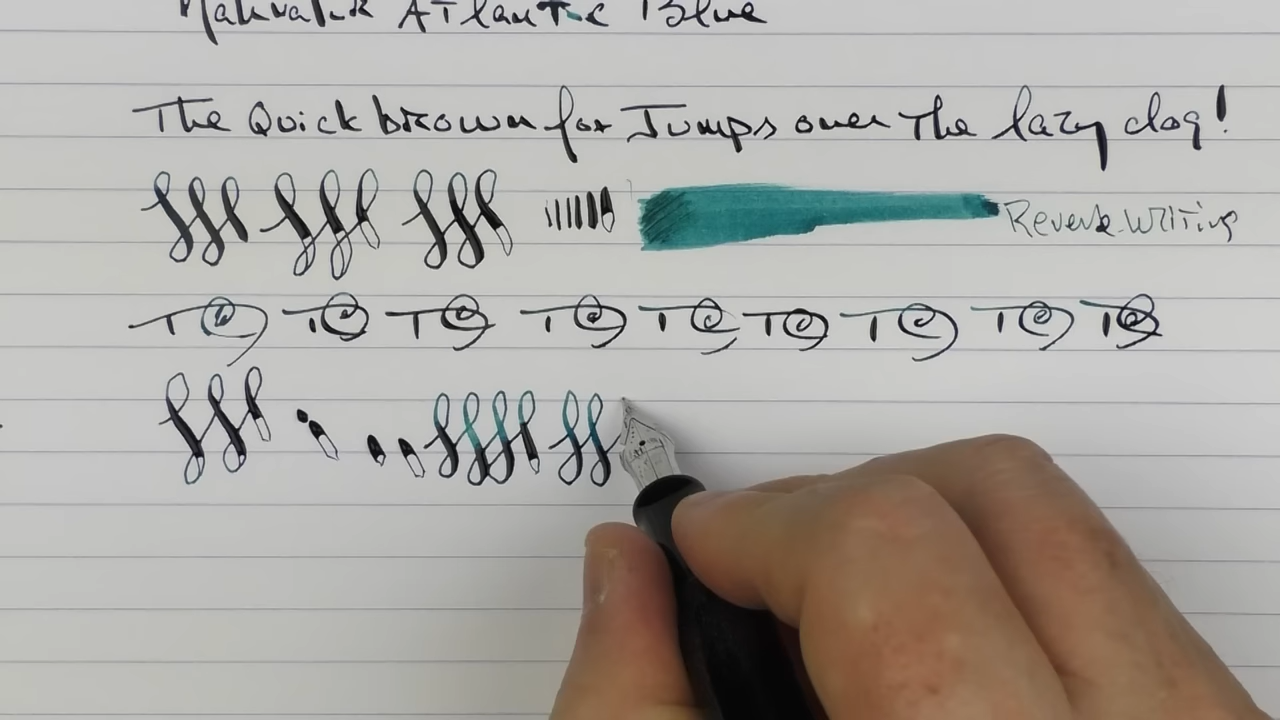 Atlantic Blue
The Quick brown fox Jumps over The lazy dog!
Reverse Writing